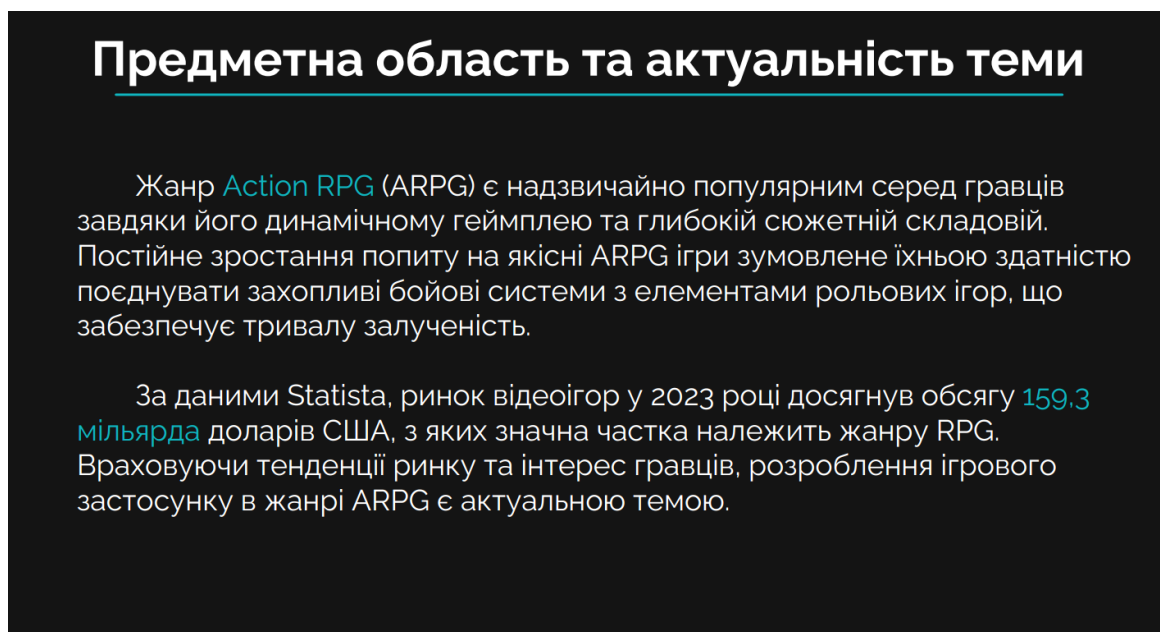 Предметна область та актуальність теми
Жанр Action RPG (ARPG) є надзвичайно популярним серед гравців
завдяки його динамічному геймплею та глибокій сюжетній складовій.
Постійне зростання попиту на якісні ARPG ігри зумовлене їхньою здатністю
поєднувати захопливі бойові системи з елементами рольових ігор, що
забезпечує тривалу залученість.
За даними Statista, ринок відеоігор у 2023 році досягнув обсягу 159,3
мільярда доларів США, з яких значна частка належить жанру RPG.
Враховуючи тенденції ринку та інтерес гравців, розроблення ігрового
застосунку в жанрі ARPG є актуальною темою.